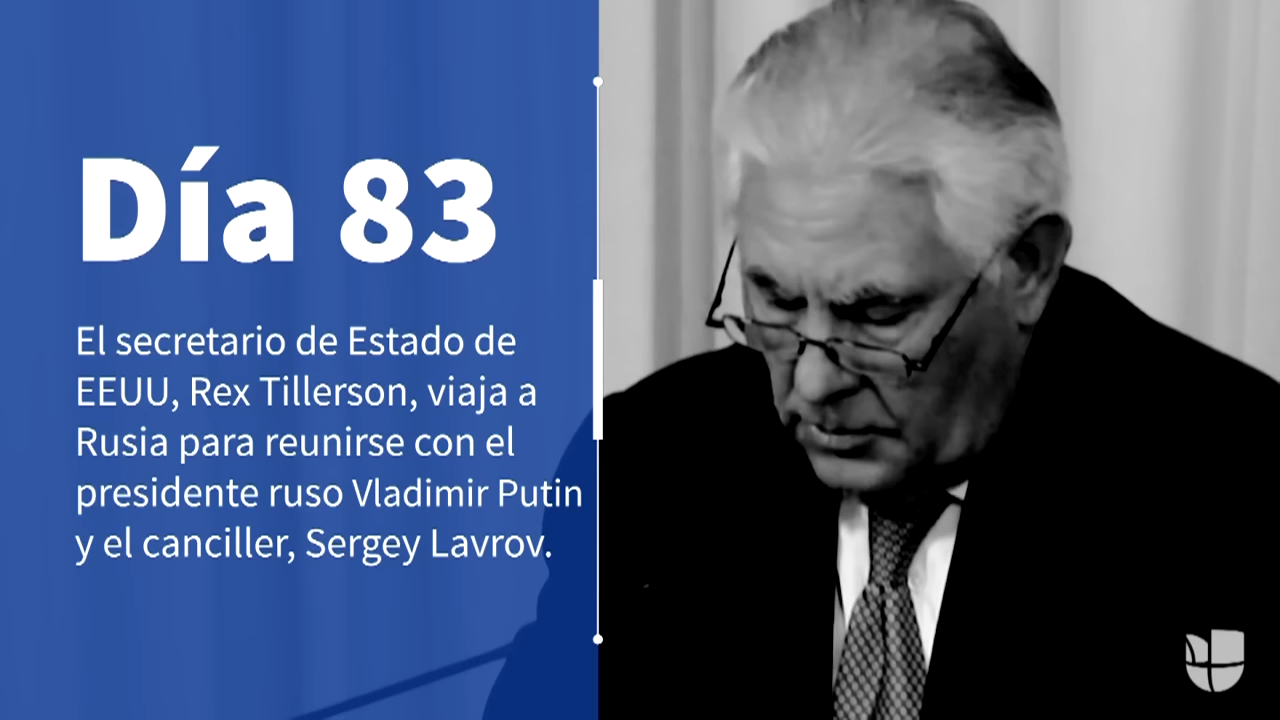 Día 83
El secretario de Estado de
EEUU, Rex Tillerson, viaja a
Rusia para reunirse con el
presidente ruso Vladimir Putin
y el canciller, Sergey Lavrov.